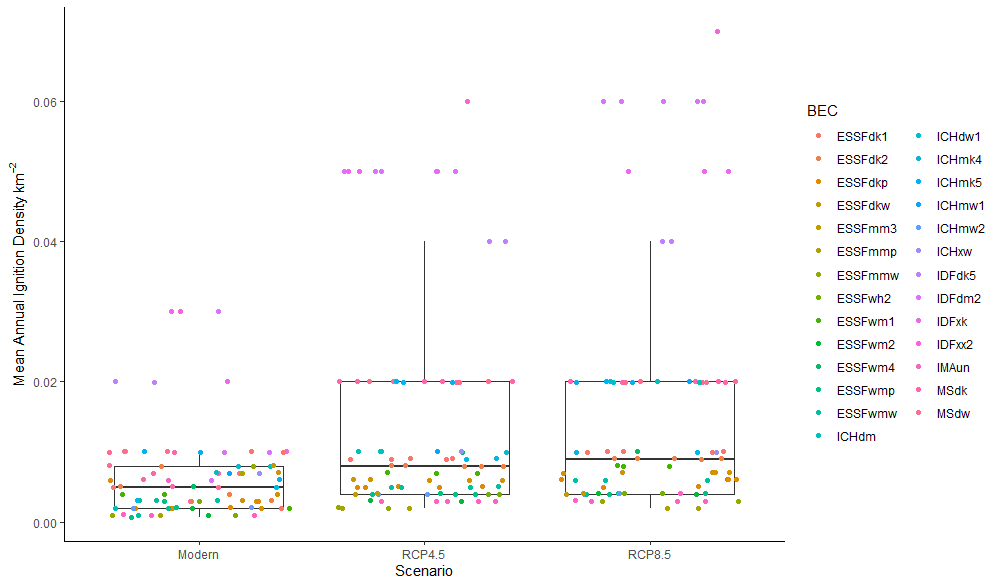 Mean Annual Ignition Density km⁻²
0.06
0.04
0.02
0.00
Modern
RCP4.5
RCP8.5
Scenario
BEC
ESSFdk1
ESSFdk2
ESSFdkp
ESSFdkw
ESSFmm3
ESSFmmp
ESSFmmw
ESSFwh2
ESSFwm1
ESSFwm2
ESSFwm4
ESSFwmp
ESSFwmw
ICHdm
ICHdw1
ICHmk4
ICHmk5
ICHmw1
ICHmw2
ICHxw
IDFdk5
IDFdm2
IDFxk
IDFxx2
IMAun
MSdk
MSdw